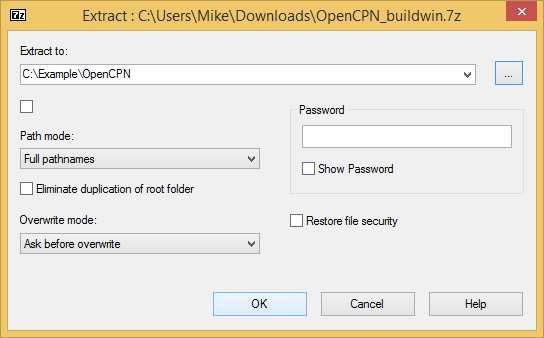 7z Extract : C:\Users\Mike\Downloads\OpenCPN_buildwin.7z
Extract to:
C:\Example\OpenCPN
...
Password
Path mode:
Full pathnames
Show Password
Eliminate duplication of root folder
Overwrite mode:
Restore file security
Ask before overwrite
OK Cancel Help